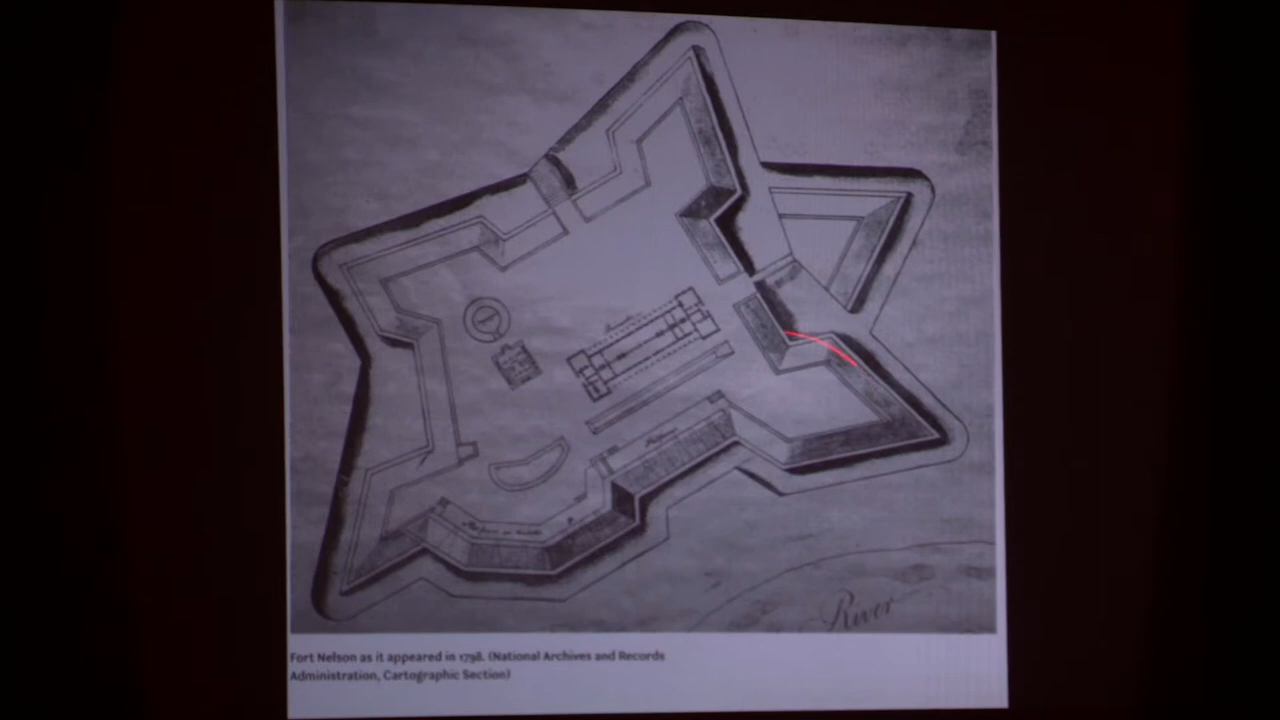 River
Fort Nelson as it appeared in 1798. (National Archives and Records
Administration, Cartographic Section)